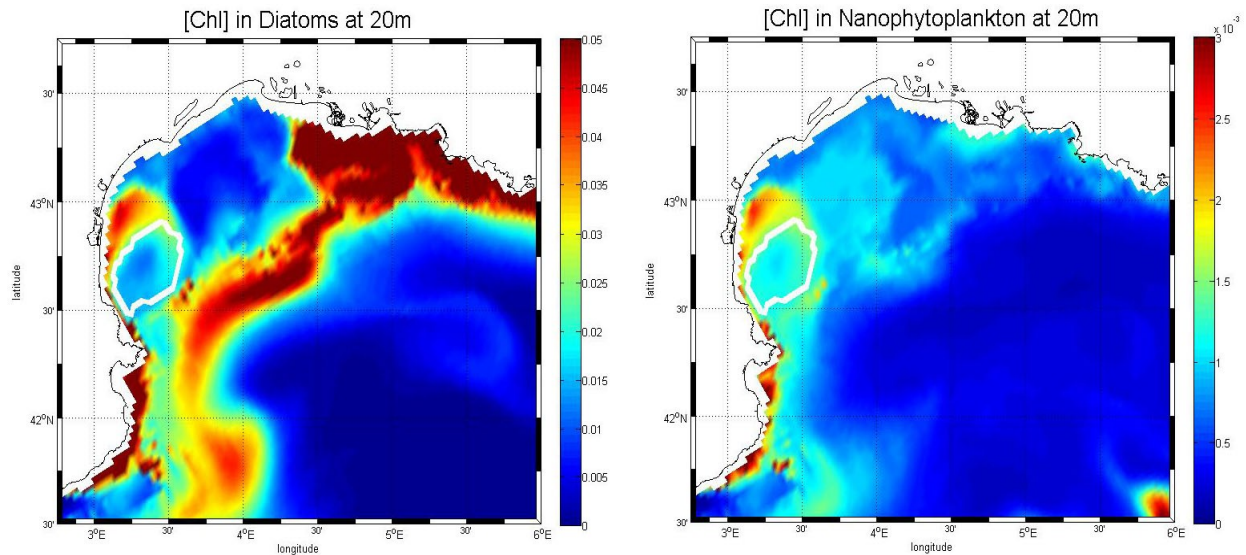 [Chl] in Diatoms at 20m
30'
43°N
30'
42°N
30'
latitude
3°E
30'
4°E
30'
5°E
30'
6°E
longitude
0.05
0.045
0.04
0.035
0.03
0.025
0.02
0.015
0.01
0.005
0
[Chl] in Nanophytoplankton at 20m
30'
43°N
30'
42°N
30'
latitude
3°E
30'
4°E
30'
5°E
30'
6°E
longitude
x 10⁻³
3
2.5
2
1.5
1
0.5
0